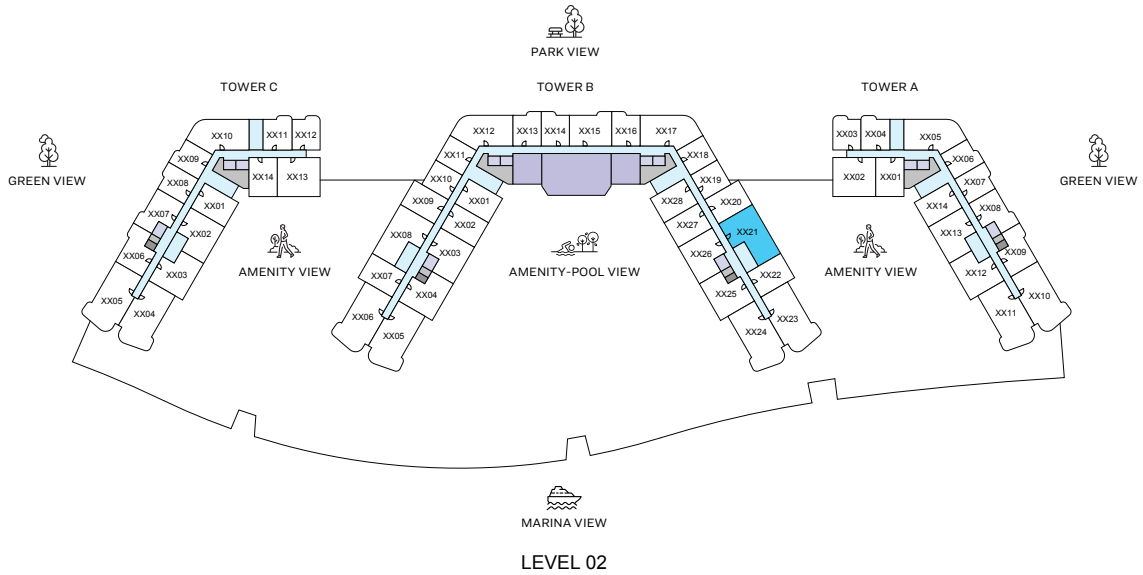 PARK VIEW
TOWER C
TOWER B
TOWER A
XX10
XX11
XX12
XX09
XX08
XX14
XX13
XX01
XX07
XX02
XX06
XX03
XX05
XX04
XX12
XX13
XX14
XX15
XX16
XX17
XX11
XX18
XX10
XX01
XX19
XX09
XX02
XX28
XX20
XX08
XX03
XX27
XX21
XX07
XX04
XX26
XX22
XX06
XX05
XX25
XX24
XX23
XX03
XX04
XX05
XX02
XX01
XX06
XX07
XX14
XX08
XX13
XX09
XX12
XX10
XX11
GREEN VIEW
GREEN VIEW
AMENITY VIEW
AMENITY-POOL VIEW
AMENITY VIEW
MARINA VIEW
LEVEL 02